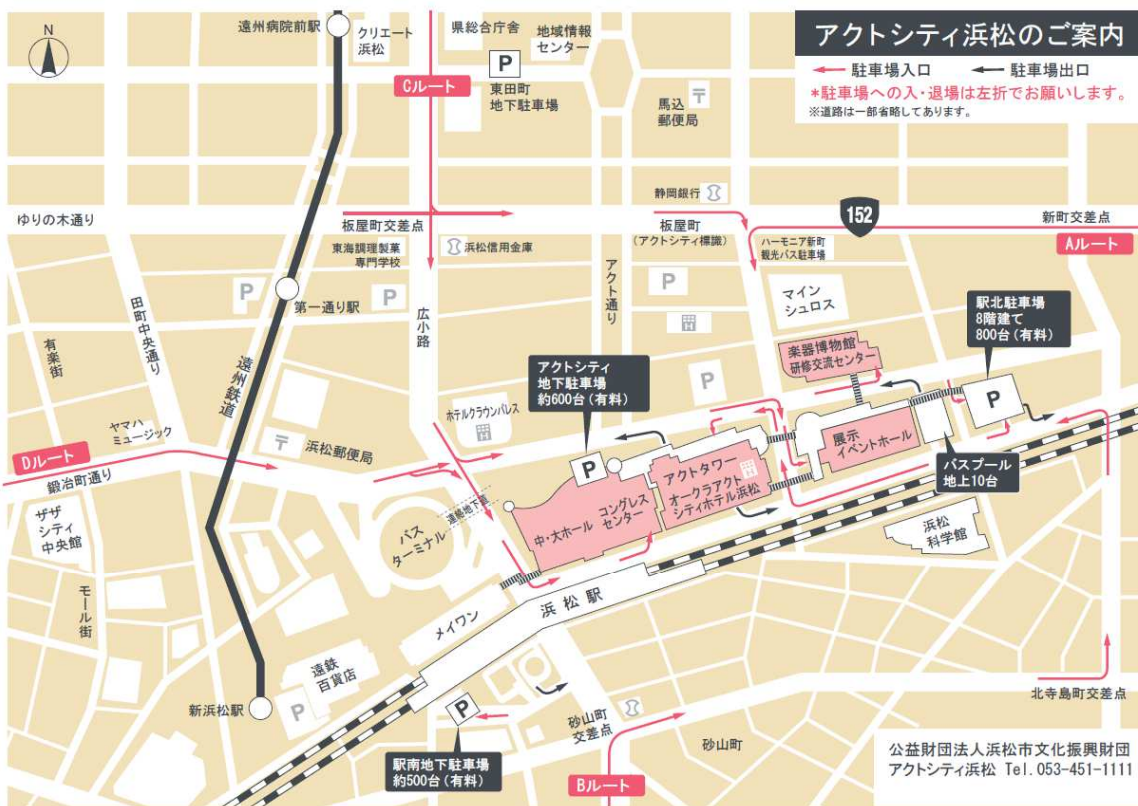 アクトシティ浜松のご案内
駐車場入口
駐車場出口
*駐車場への入・退場は左折でお願いします。
※道路は一部省略してあります。
N
遠州病院前駅
クリエート
浜松
県総合庁舎
地域情報
センター
P
東田町
地下駐車場
Cルート
馬込
郵便局
静岡銀行
152
ゆりの木通り
板屋町交差点
板屋町
(アクトシティ標識)
新町交差点
Aルート
東海調理製菓
専門学校
浜松信用金庫
ハーモニア新町
観光バス駐車場
P
P
P
第一通り駅
田町中央通り
有楽街
遠州鉄道
広小路
アクト通り
マイン
シュロス
駅北駐車場
8階建て
800台(有料)
楽器博物館
研修交流センター
アクトシティ
地下駐車場
約600台(有料)
P
P
ホテルクラウンパレス
ヤマハ
ミュージック
浜松郵便局
Dルート
鍛冶町通り
P
展示
イベントホール
バスプール
地上10台
アクトタワー
オークラアクト
シティホテル浜松
コングレス
センター
中・大ホール
連絡地下道
バス
ターミナル
ザザ
シティ
中央館
モール街
浜松
科学館
浜松駅
メイワン
遠鉄
百貨店
P
新浜松駅
P
駅南地下駐車場
約500台(有料)
砂山町
交差点
砂山町
Bルート
北寺島町交差点
公益財団法人浜松市文化振興財団
アクトシティ浜松 Tel.053-451-1111